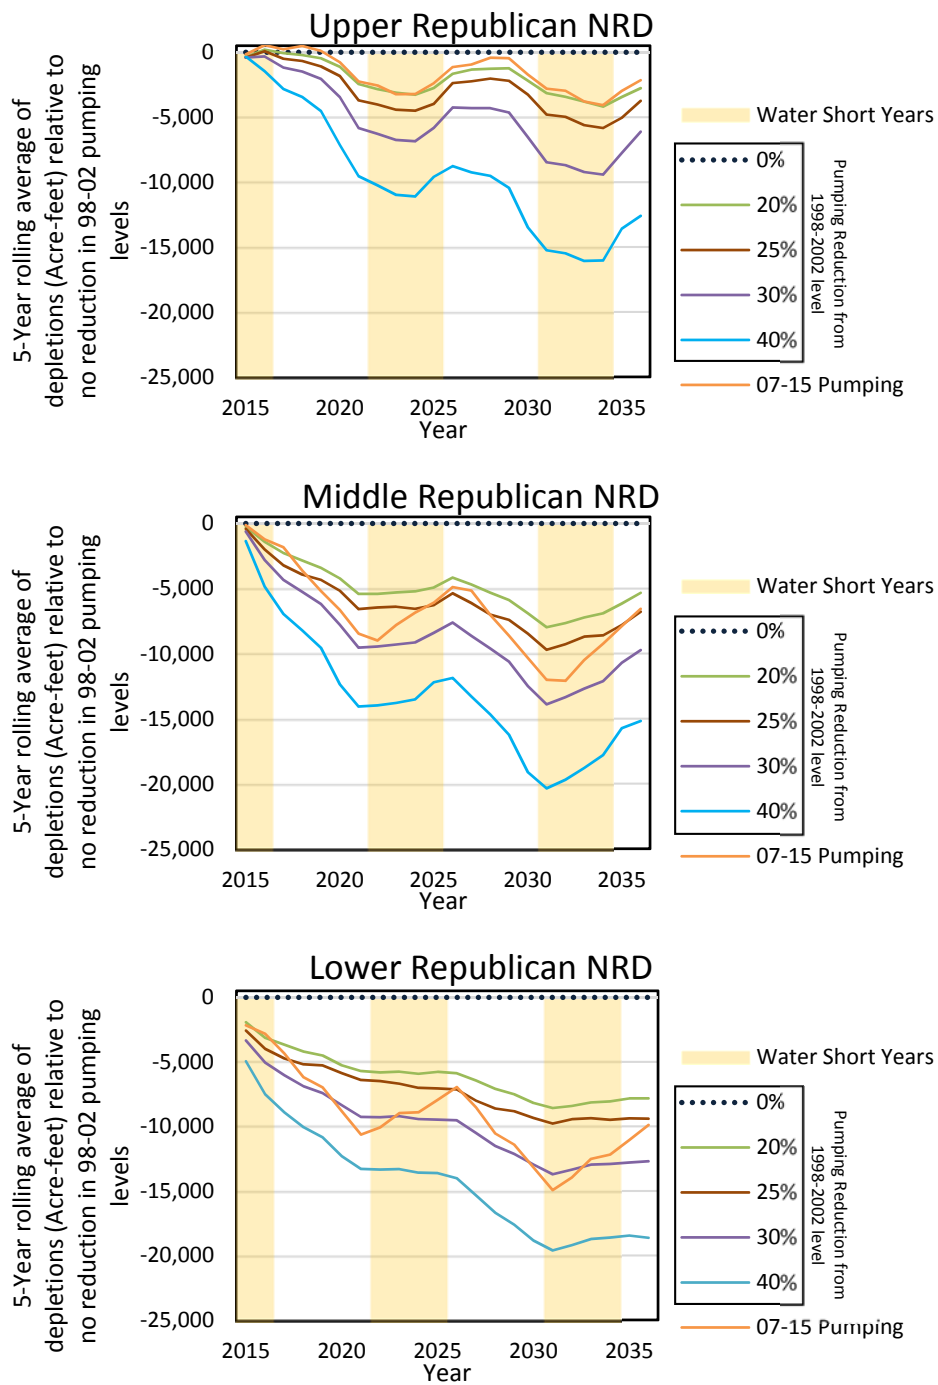 Upper Republican NRD
5-Year rolling average of
depletions (Acre-feet) relative to
no reduction in 98-02 pumping
levels
0
-5,000
-10,000
-15,000
-20,000
-25,000
2015 2020 2025 2030 2035
Year
Water Short Years
0%
20%
25%
30%
40%
Pumping Reduction from
1998-2002 level
07-15 Pumping
Middle Republican NRD
5-Year rolling average of
depletions (Acre-feet) relative to
no reduction in 98-02 pumping
levels
0
-5,000
-10,000
-15,000
-20,000
-25,000
2015 2020 2025 2030 2035
Year
Water Short Years
0%
20%
25%
30%
40%
Pumping Reduction from
1998-2002 level
07-15 Pumping
Lower Republican NRD
5-Year rolling average of
depletions (Acre-feet) relative to
no reduction in 98-02 pumping
levels
0
-5,000
-10,000
-15,000
-20,000
-25,000
2015 2020 2025 2030 2035
Year
Water Short Years
0%
20%
25%
30%
40%
Pumping Reduction from
1998-2002 level
07-15 Pumping